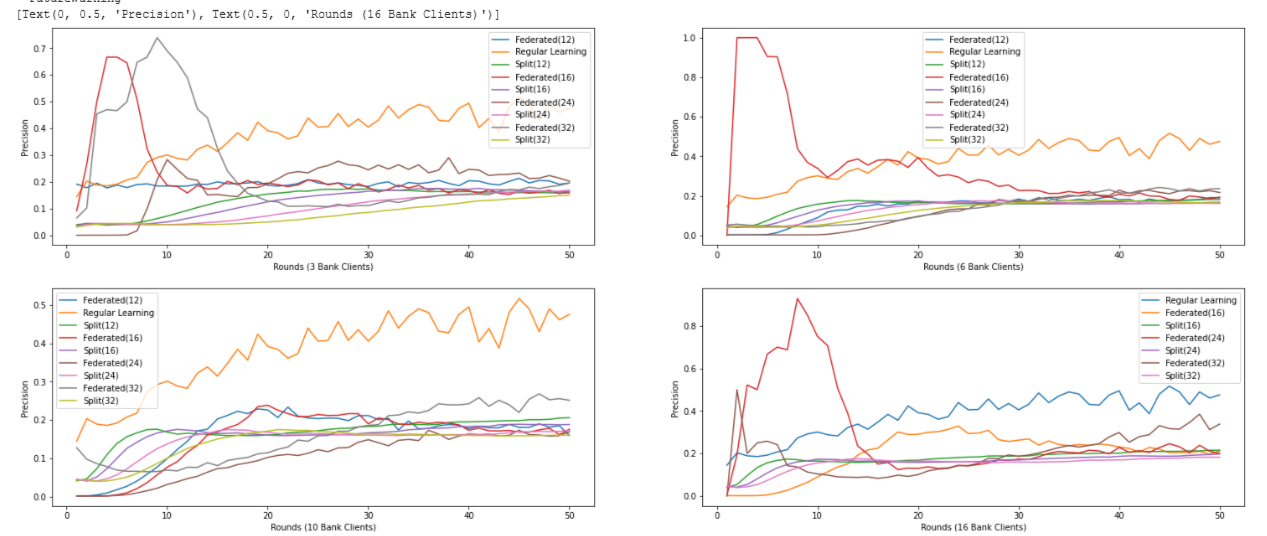 [Text(0, 0.5, 'Precision'), Text(0.5, 0, 'Rounds (16 Bank Clients)')]
Precision
0.7
0.6
0.5
0.4
0.3
0.2
0.1
0.0
Federated(12)
Regular Learning
Split(12)
Federated(16)
Split(16)
Federated(24)
Split(24)
Federated(32)
Split(32)
0
10
20
30
40
50
Rounds (3 Bank Clients)
Precision
1.0
0.8
0.6
0.4
0.2
0.0
Federated(12)
Regular Learning
Split(12)
Federated(16)
Split(16)
Federated(24)
Split(24)
Federated(32)
Split(32)
0
10
20
30
40
50
Rounds (6 Bank Clients)
Precision
0.5
0.4
0.3
0.2
0.1
0.0
Federated(12)
Regular Learning
Split(12)
Federated(16)
Split(16)
Federated(24)
Split(24)
Federated(32)
Split(32)
0
10
20
30
40
50
Rounds (10 Bank Clients)
Precision
0.8
0.6
0.4
0.2
0.0
Regular Learning
Federated(16)
Split(16)
Federated(24)
Split(24)
Federated(32)
Split(32)
0
10
20
30
40
50
Rounds (16 Bank Clients)